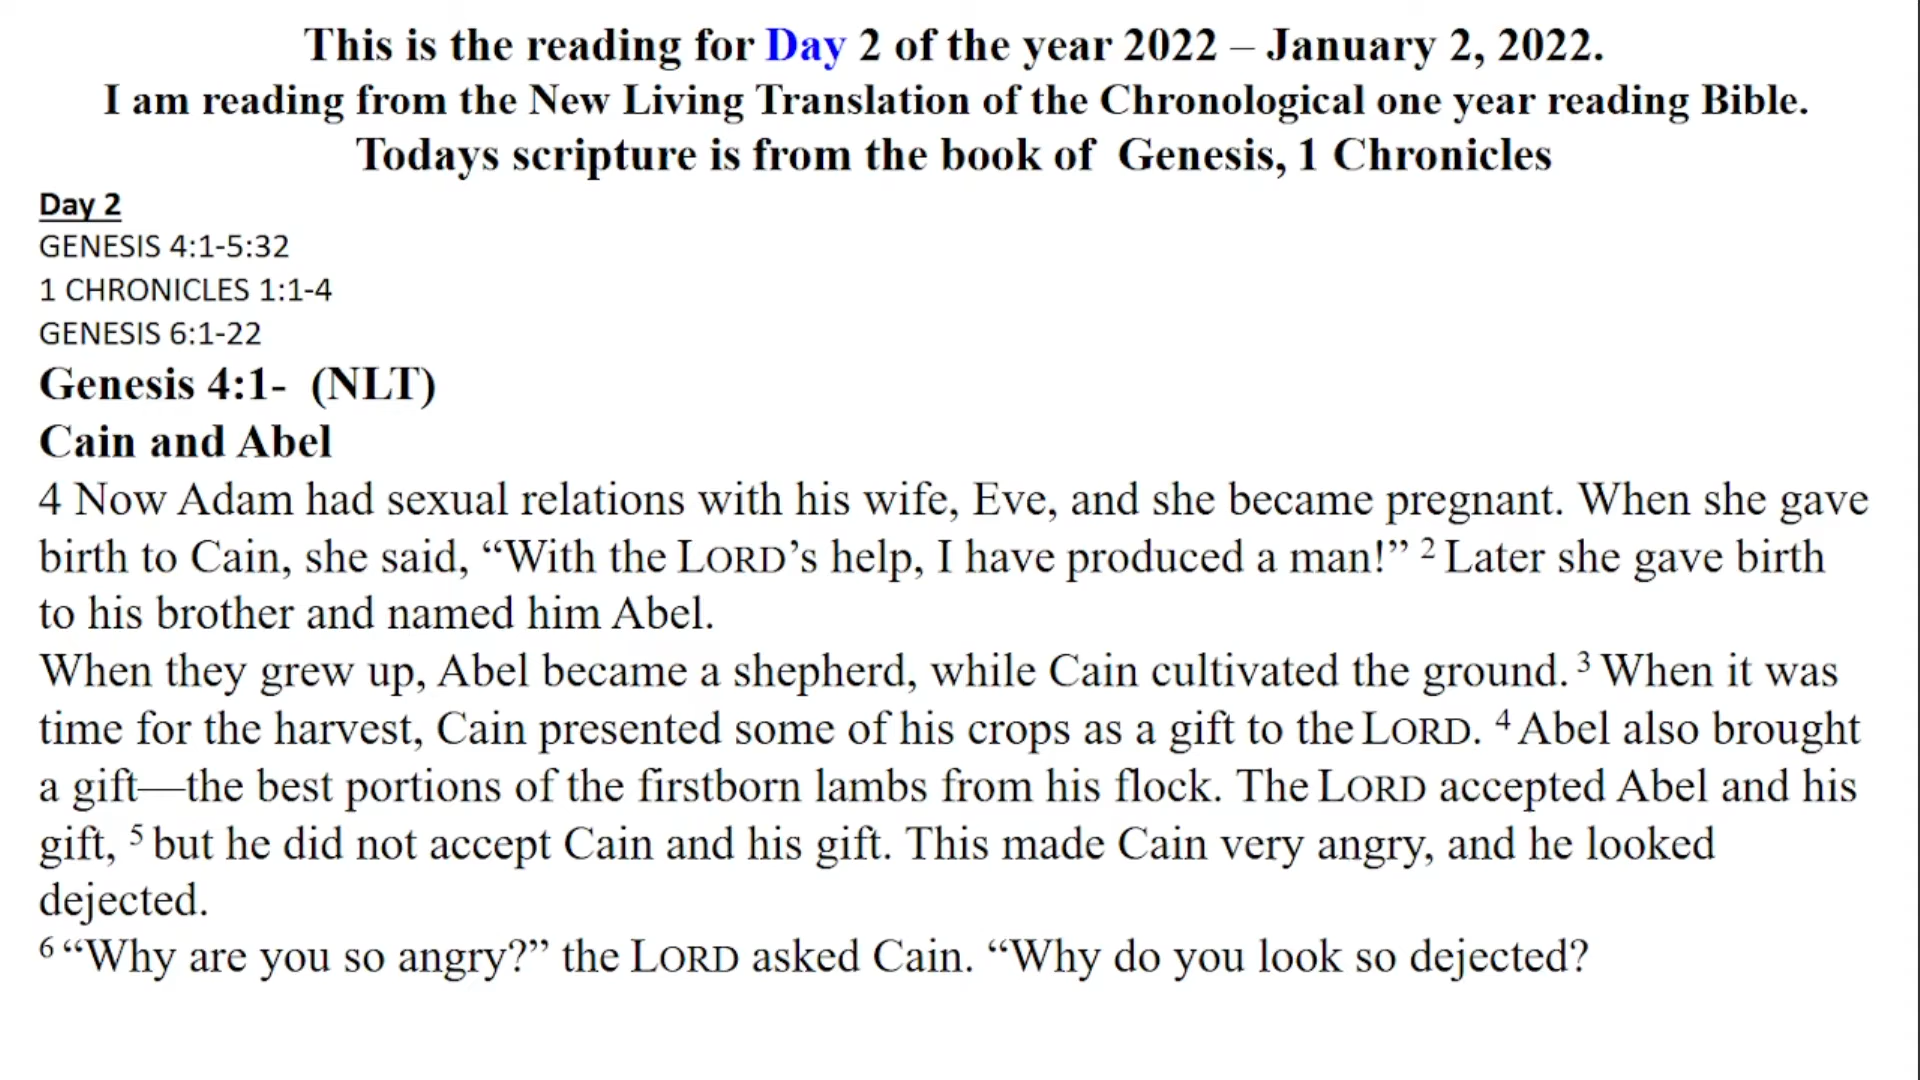 This is the reading for Day 2 of the year 2022 – January 2, 2022.
I am reading from the New Living Translation of the Chronological one year reading Bible.
Todays scripture is from the book of  Genesis, 1 Chronicles
Day 2
GENESIS 4:1-5:32
1 CHRONICLES 1:1-4
GENESIS 6:1-22
Genesis 4:1-  (NLT)
Cain and Abel
4 Now Adam had sexual relations with his wife, Eve, and she became pregnant. When she gave
birth to Cain, she said, “With the LORD’s help, I have produced a man!” ² Later she gave birth
to his brother and named him Abel.
When they grew up, Abel became a shepherd, while Cain cultivated the ground. ³ When it was
time for the harvest, Cain presented some of his crops as a gift to the LORD. ⁴ Abel also brought
a gift—the best portions of the firstborn lambs from his flock. The LORD accepted Abel and his
gift, ⁵ but he did not accept Cain and his gift. This made Cain very angry, and he looked
dejected.
⁶ “Why are you so angry?” the LORD asked Cain. “Why do you look so dejected?